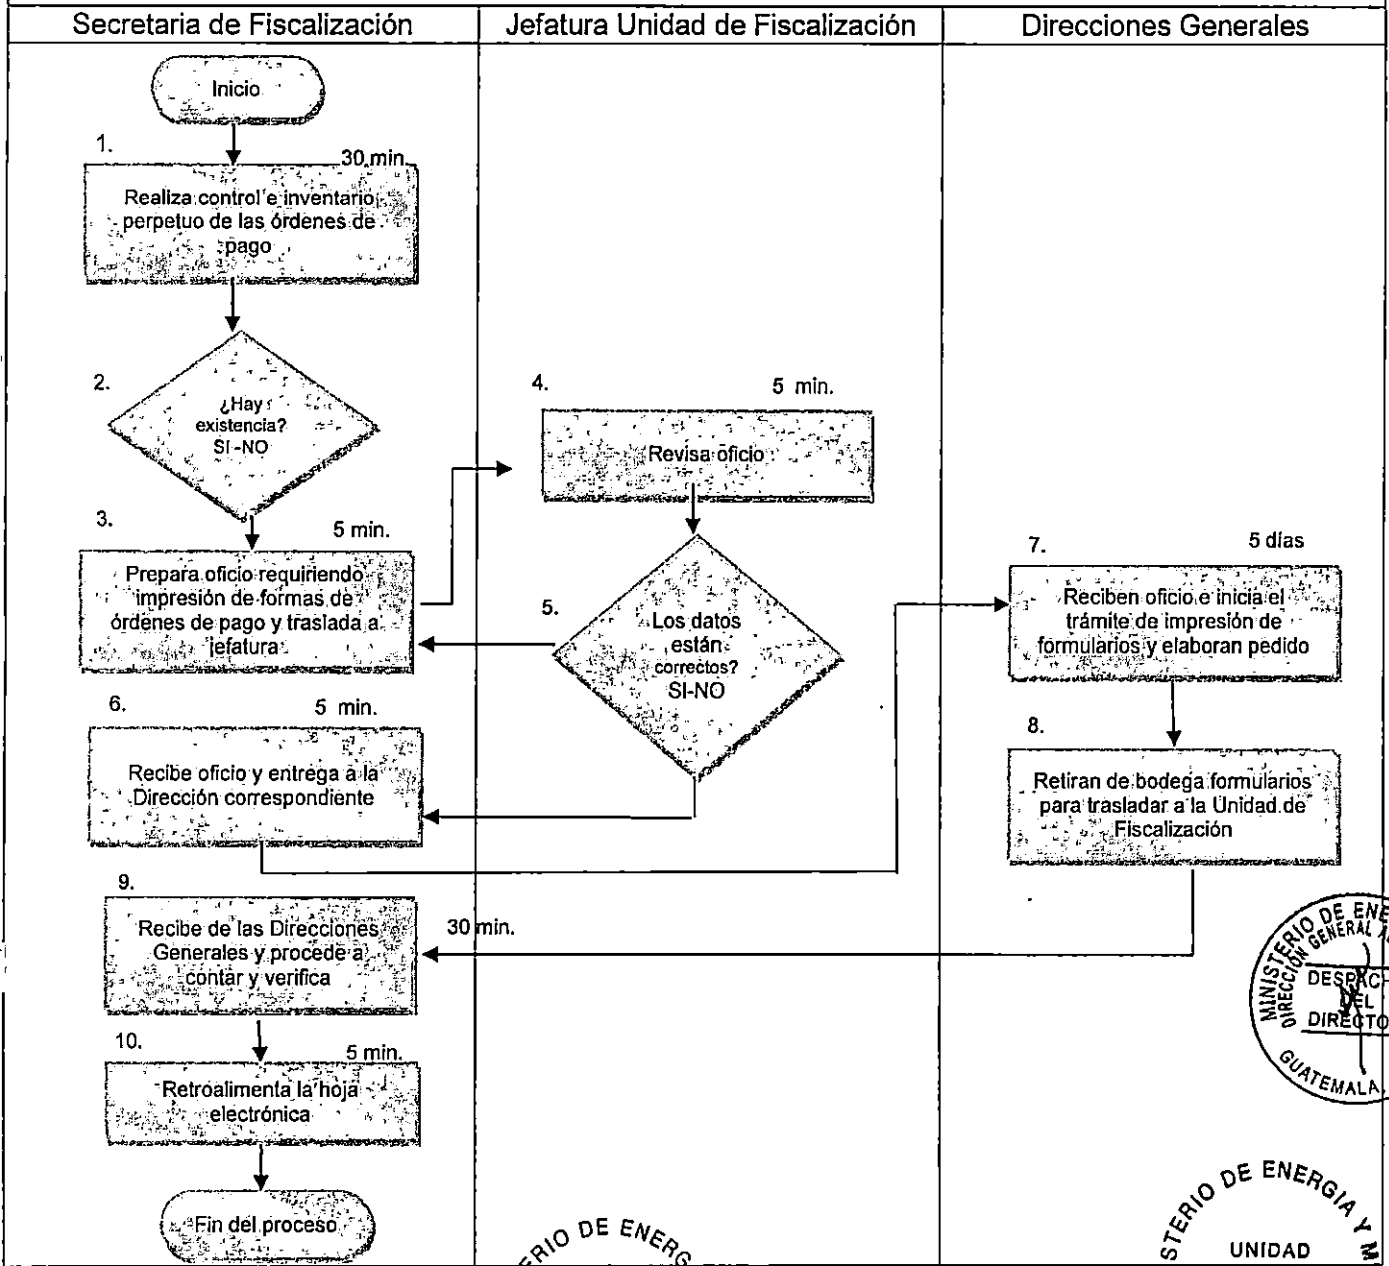 Secretaria de Fiscalización
Jefatura Unidad de Fiscalización
Direcciones Generales
Inicio
1.
30 min.
Realiza control e inventario
perpetuo de las órdenes de
pago
2.
¿Hay
existencia?
SI -NO
3.
5 min.
Prepara oficio requiriendo
impresión de formas de
órdenes de pago y traslada a
jefatura
4.
5 min.
Revisa oficio
5.
Los datos
están
correctos?
SI-NO
6.
5 min.
Recibe oficio y entrega a la
Dirección correspondiente
7.
5 días
Reciben oficio e inicia el
trámite de impresión de
formularios y elaboran pedido
8.
Retiran de bodega formularios
para trasladar a la Unidad de
Fiscalización
9.
30 min.
Recibe de las Direcciones
Generales y procede a
contar y verifica
10.
5 min.
Retroalimenta la hoja
electrónica
Fin del proceso
MINISTERIO DE ENE
DIRECCIÓN GENERAL
DESPACH
DEL
DIRECTO
GUATEMALA,
STERIO DE ENERGIA Y M
UNIDAD
ERIO DE ENERG